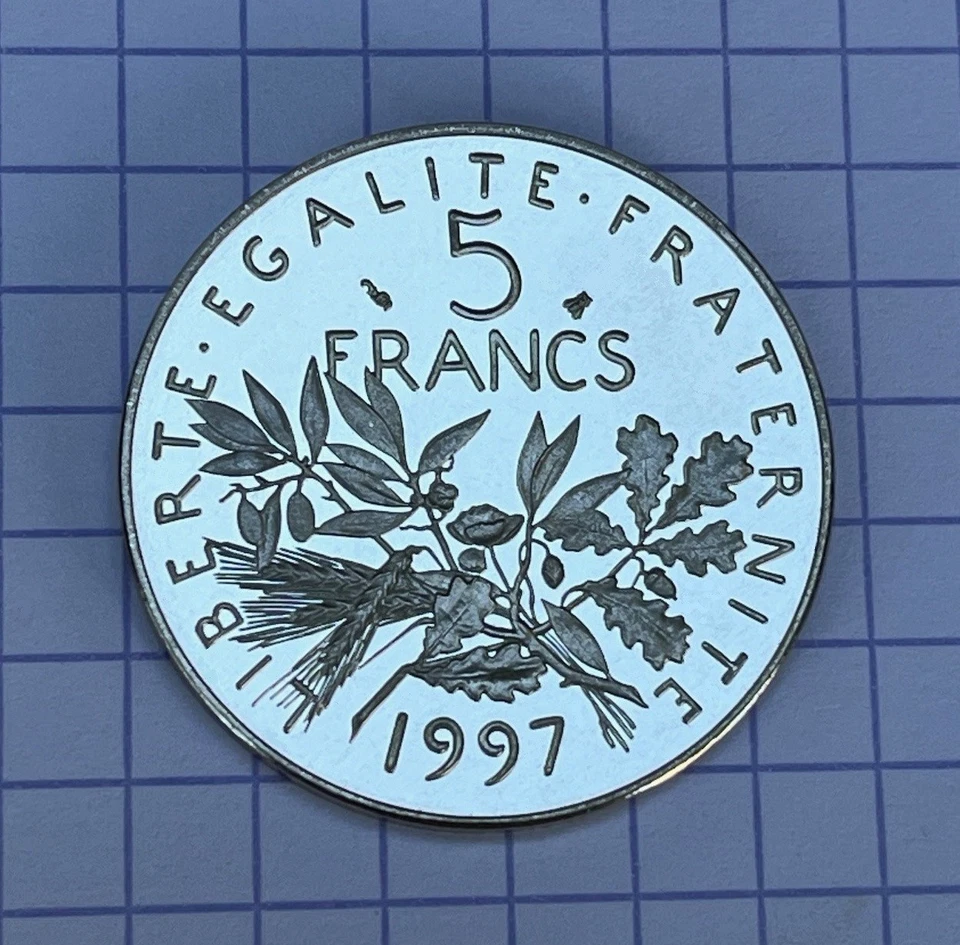 LIBERTE · EGALITE · FRATERNITE
5
FRANCS
1997